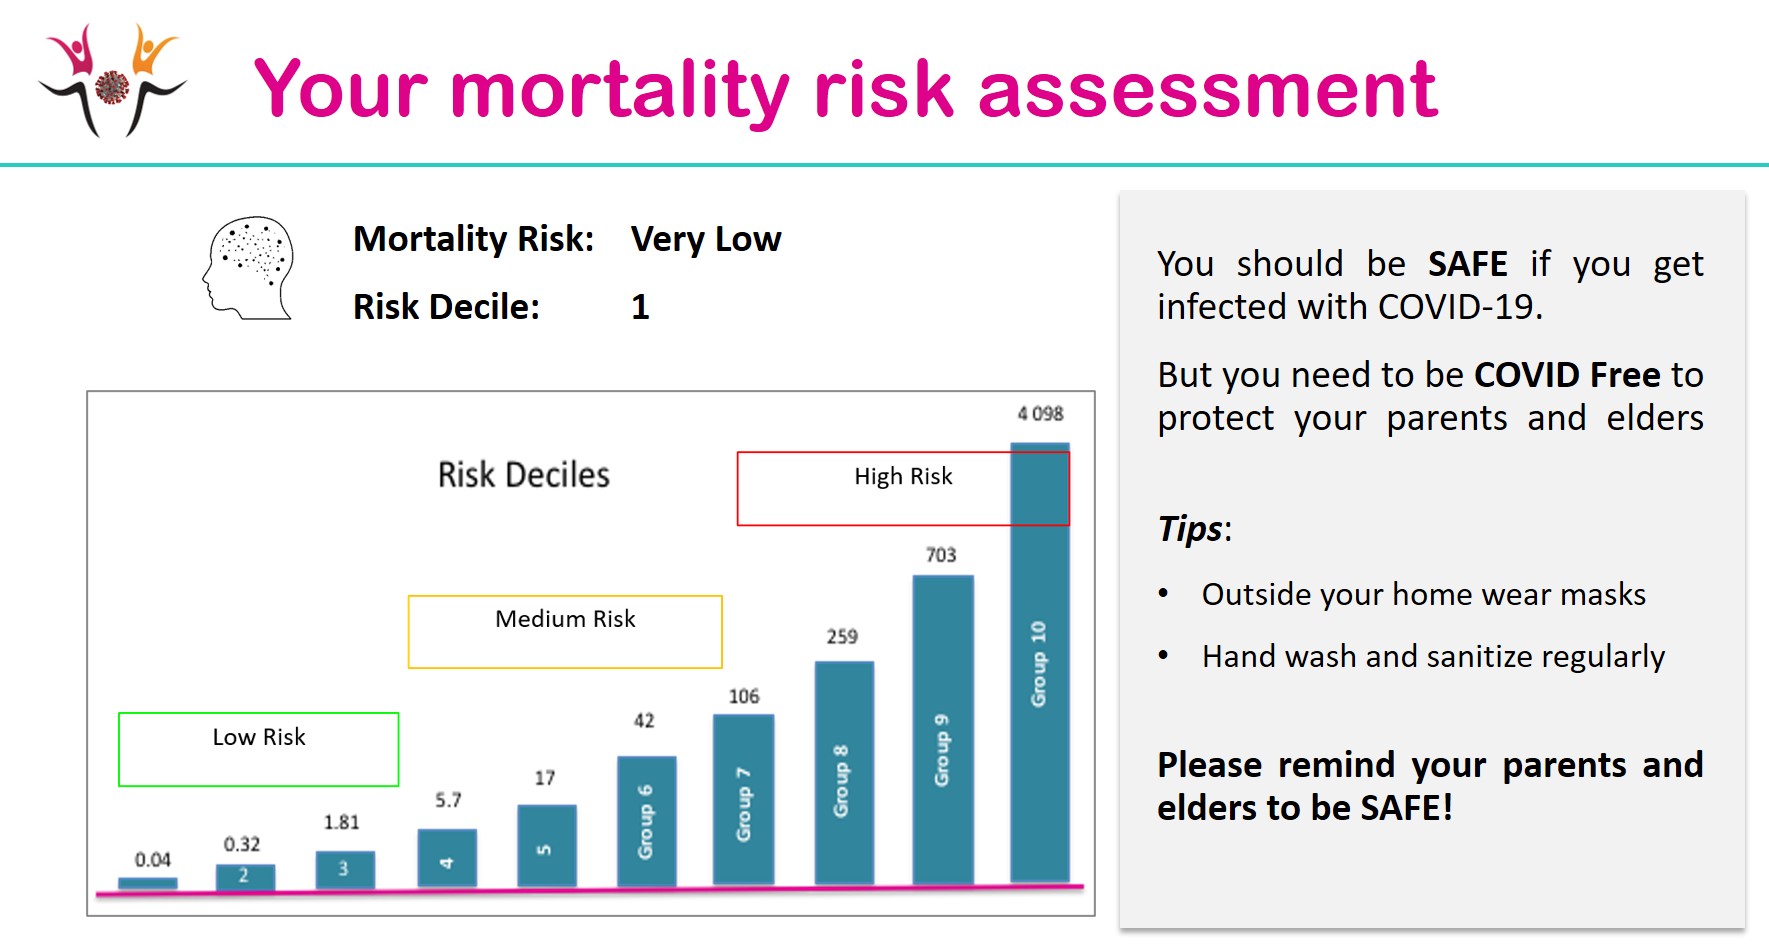 Your mortality risk assessment
Mortality Risk: Very Low
Risk Decile: 1
You should be SAFE if you get
infected with COVID-19.
But you need to be COVID Free to
protect your parents and elders
Tips:
• Outside your home wear masks
• Hand wash and sanitize regularly
Please remind your parents and
elders to be SAFE!
Risk Deciles
Low Risk
Medium Risk
High Risk
0.04
0.32
1.81
5.7
17
42
106
259
703
4 098
2
3
4
5
Group 6
Group 7
Group 8
Group 9
Group 10